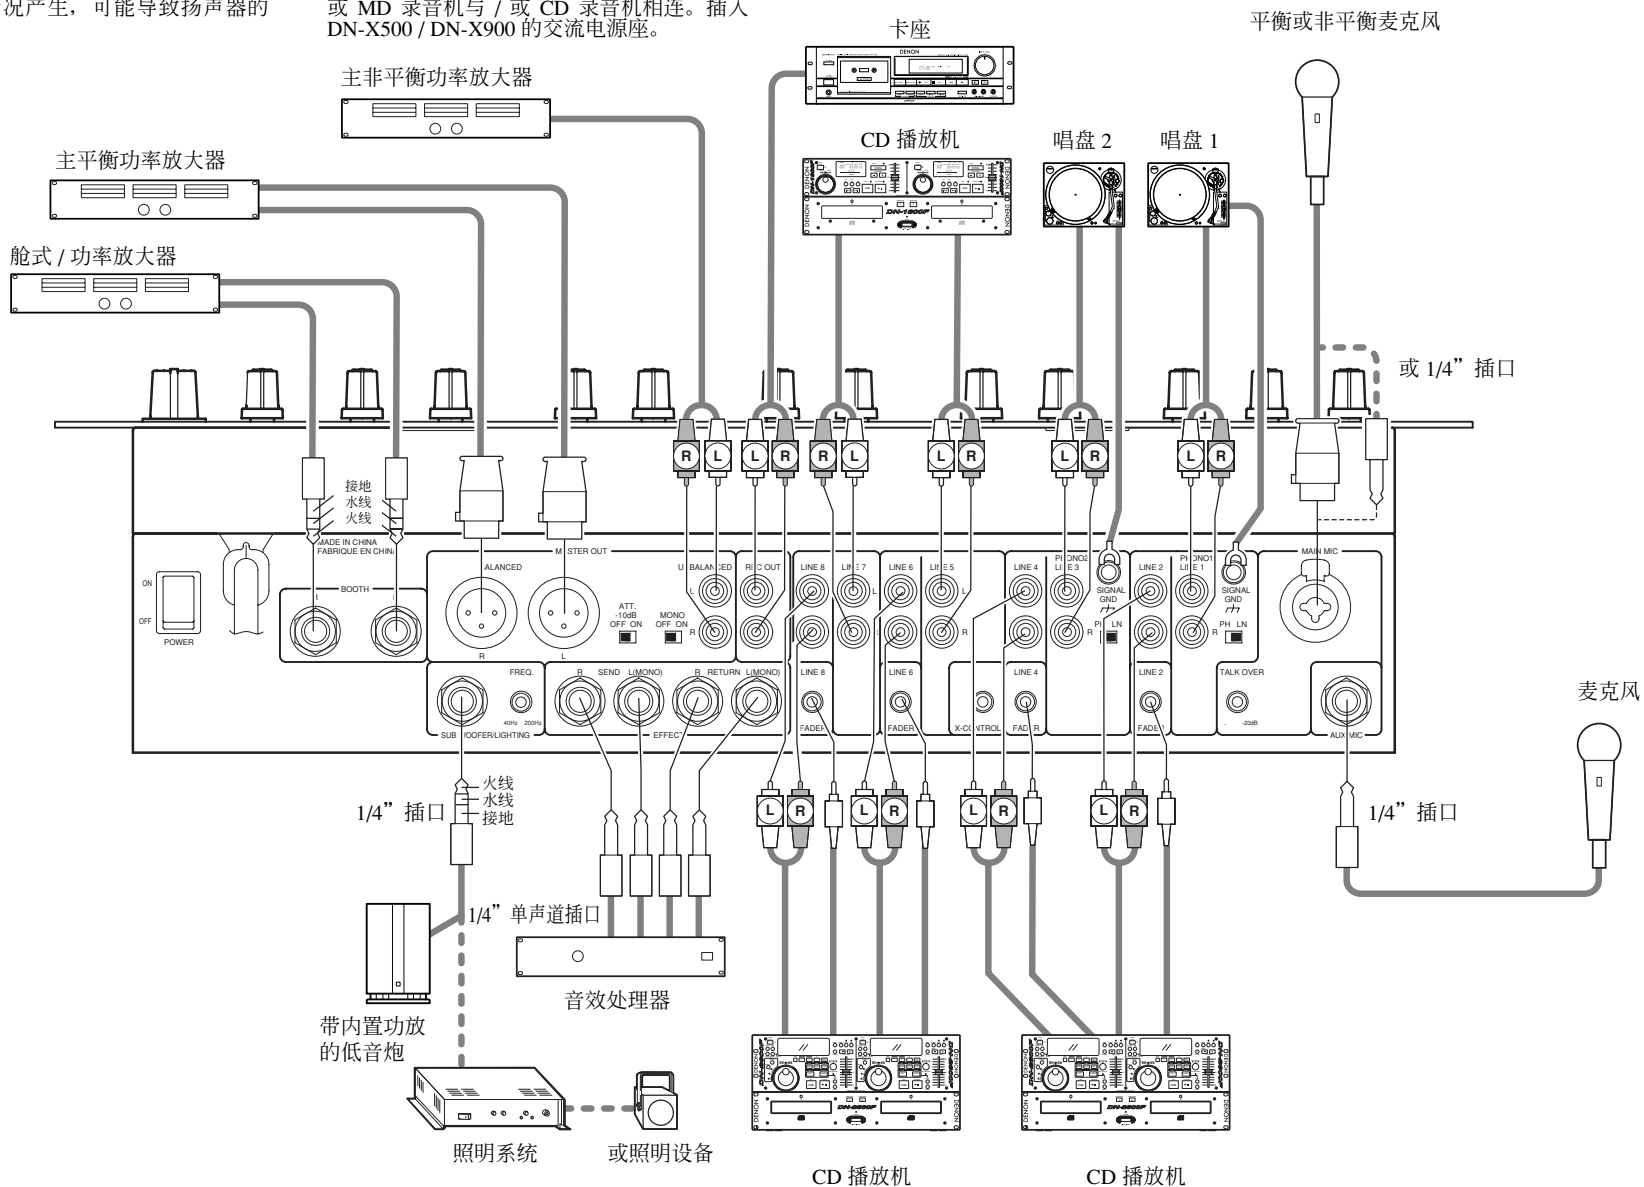 况产生，可能导致扬声器的
或 MD 录音机与 / 或 CD 录音机相连。插入
DN-X500 / DN-X900 的交流电源座。
卡座
平衡或非平衡麦克风
主非平衡功率放大器
DENON
CD 播放机
唱盘 2
唱盘 1
主平衡功率放大器
DENON
DENON
DN-1800F
舱式 / 功率放大器
或 1/4” 插口
R
L
L
R
R
L
L
R
L
R
L
R
接地
水线
火线
MADE IN CHINA
FABRIQUE EN CHINA
ON
OFF
POWER
BOOTH
MASTER OUT
BALANCED
R
L
ATT.
-10dB
OFF ON
MONO
OFF ON
UNBALANCED
L
R
REC OUT
LINE 8
LINE 7
L
LINE 6
LINE 5
R
LINE 4
PHONO2
LINE 3
SIGNAL
GND
PH LN
LINE 2
PHONO1
LINE 1
R
SIGNAL
GND
PH LN
MAIN MIC
FREQ.
40Hz 200Hz
SUB WOOFER/LIGHTING
R SEND L(MONO)
R RETURN L(MONO)
EFFECT
LINE 8
FADER
LINE 6
FADER
X-CONTROL
LINE 4
FADER
LINE 2
FADER
TALK OVER
-20dB
AUX MIC
麦克风
火线
水线
接地
1/4” 插口
L
R
L
R
L
R
L
R
1/4” 插口
1/4” 单声道插口
音效处理器
带内置功放
的低音炮
DENON
DENON
DENON
DENON
照明系统
或照明设备
CD 播放机
CD 播放机